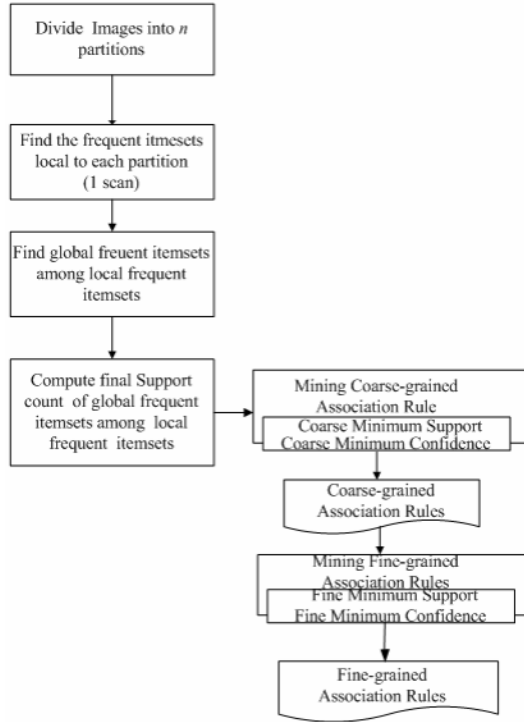 Divide Images into n
partitions
Find the frequent itmesets
local to each partition
(1 scan)
Find global freuent itemsets
among local frequent
itemsets
Compute final Support
count of global frequent
itemsets among local
frequent itemsets
Mining Coarse-grained
Association Rule
Coarse Minimum Support
Coarse Minimum Confidence
Coarse-grained
Association Rules
Mining Fine-grained
Association Rules
Fine Minimum Support
Fine Minimum Confidence
Fine-grained
Association Rules